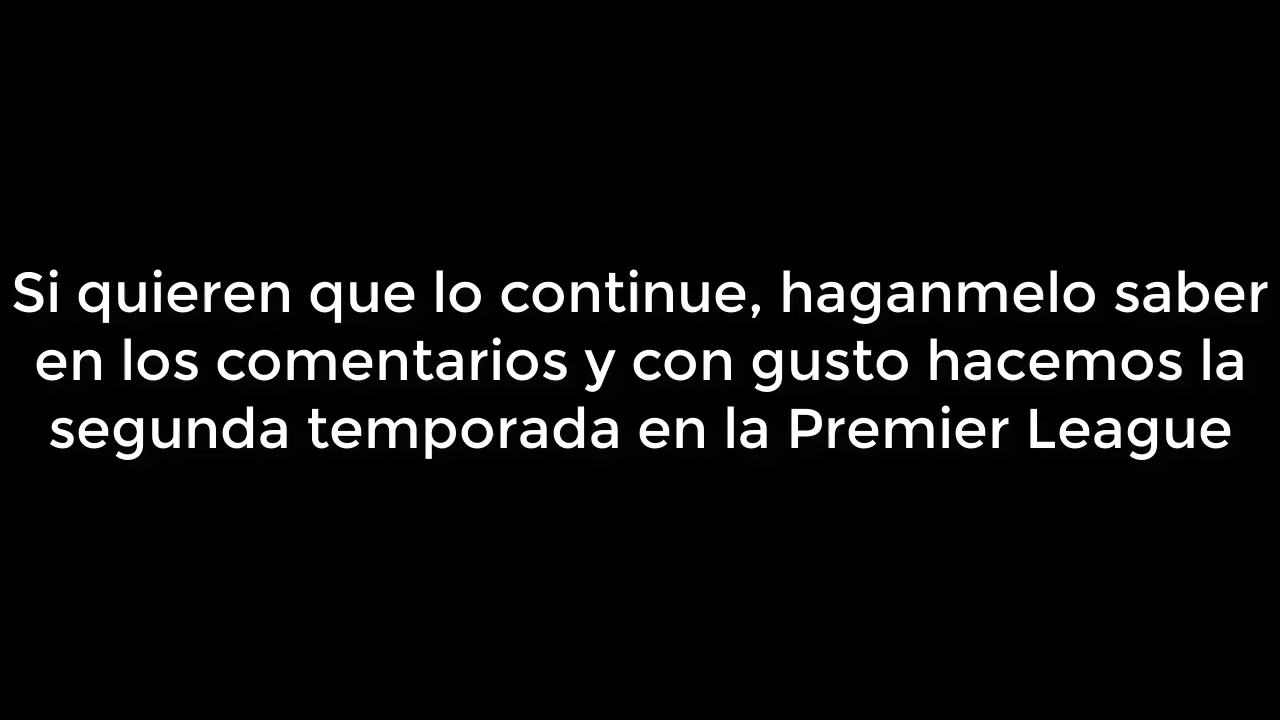 Si quieren que lo continue, haganmelo saber
en los comentarios y con gusto hacemos la
segunda temporada en la Premier League